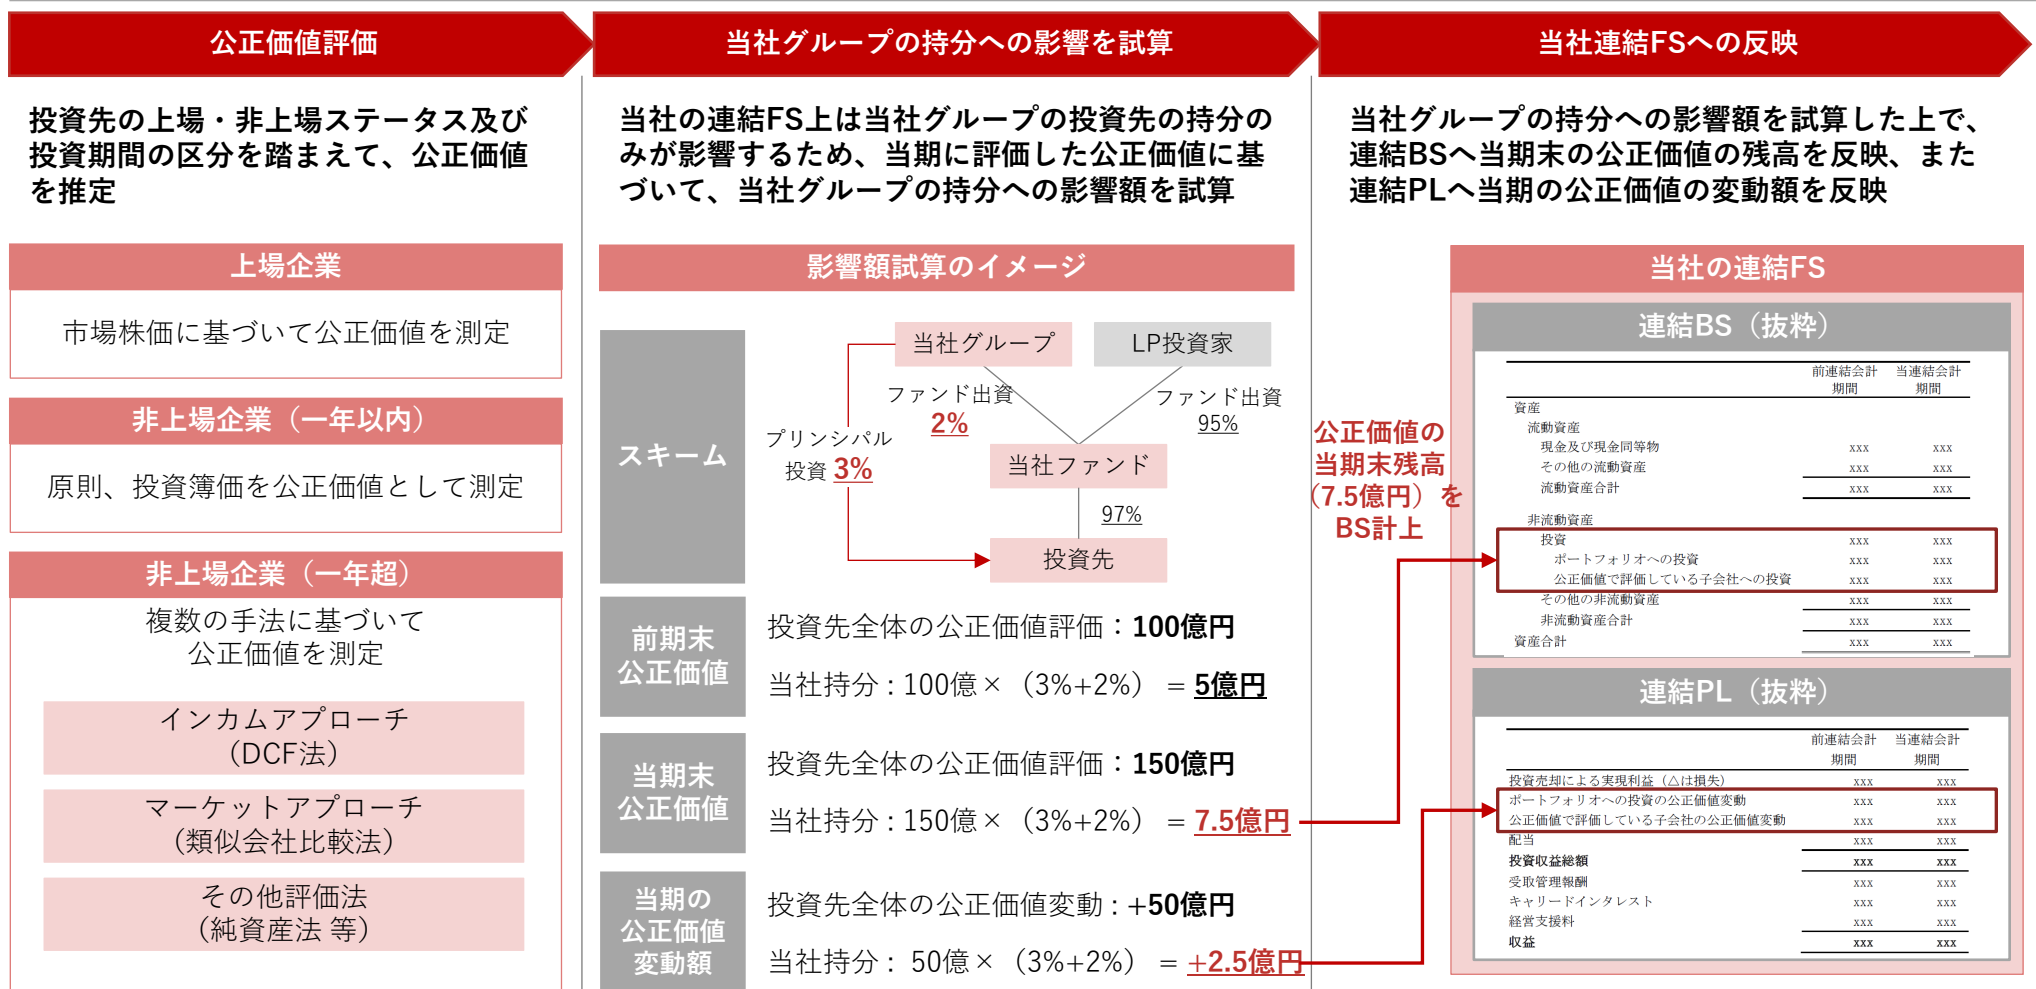 公正価値評価
投資先の上場・非上場ステータス及び
投資期間の区分を踏まえて、公正価値
を推定
上場企業
市場株価に基づいて公正価値を測定
非上場企業（一年以内）
原則、投資簿価を公正価値として測定
非上場企業（一年超）
複数の手法に基づいて
公正価値を測定
インカムアプローチ
（DCF法）
マーケットアプローチ
（類似会社比較法）
その他評価法
（純資産法 等）
当社グループの持分への影響を試算
当社の連結FS上は当社グループの投資先の持分の
みが影響するため、当期に評価した公正価値に基
づいて、当社グループの持分への影響額を試算
影響額試算のイメージ
スキーム
当社グループ
LP投資家
ファンド出資
2%
ファンド出資
95%
プリンシパル
投資 3%
当社ファンド
97%
投資先
前期末
公正価値
投資先全体の公正価値評価：100億円
当社持分：100億×（3%+2%）＝5億円
当期末
公正価値
投資先全体の公正価値評価：150億円
当社持分：150億×（3%+2%）＝7.5億円
当期の
公正価値
変動額
投資先全体の公正価値変動：+50億円
当社持分： 50億×（3%+2%）＝+2.5億円
当社連結FSへの反映
当社グループの持分への影響額を試算した上で、
連結BSへ当期末の公正価値の残高を反映、また
連結PLへ当期の公正価値の変動額を反映
公正価値の
当期末残高
（7.5億円）を
BS計上
当社の連結FS
連結BS（抜粋）
前連結会計 当連結会計
期間 期間
資産
流動資産
現金及び現金同等物 xxx xxx
その他の流動資産 xxx xxx
流動資産合計 xxx xxx
非流動資産
投資 xxx xxx
ポートフォリオへの投資 xxx xxx
公正価値で評価している子会社への投資 xxx xxx
その他の非流動資産 xxx xxx
非流動資産合計 xxx xxx
資産合計 xxx xxx
連結PL（抜粋）
前連結会計 当連結会計
期間 期間
投資売却による実現利益（△は損失） xxx xxx
ポートフォリオへの投資の公正価値変動 xxx xxx
公正価値で評価している子会社の公正価値変動 xxx xxx
配当 xxx xxx
投資収益総額 xxx xxx
受取管理報酬 xxx xxx
キャリードインタレスト xxx xxx
経営支援料 xxx xxx
収益 xxx xxx